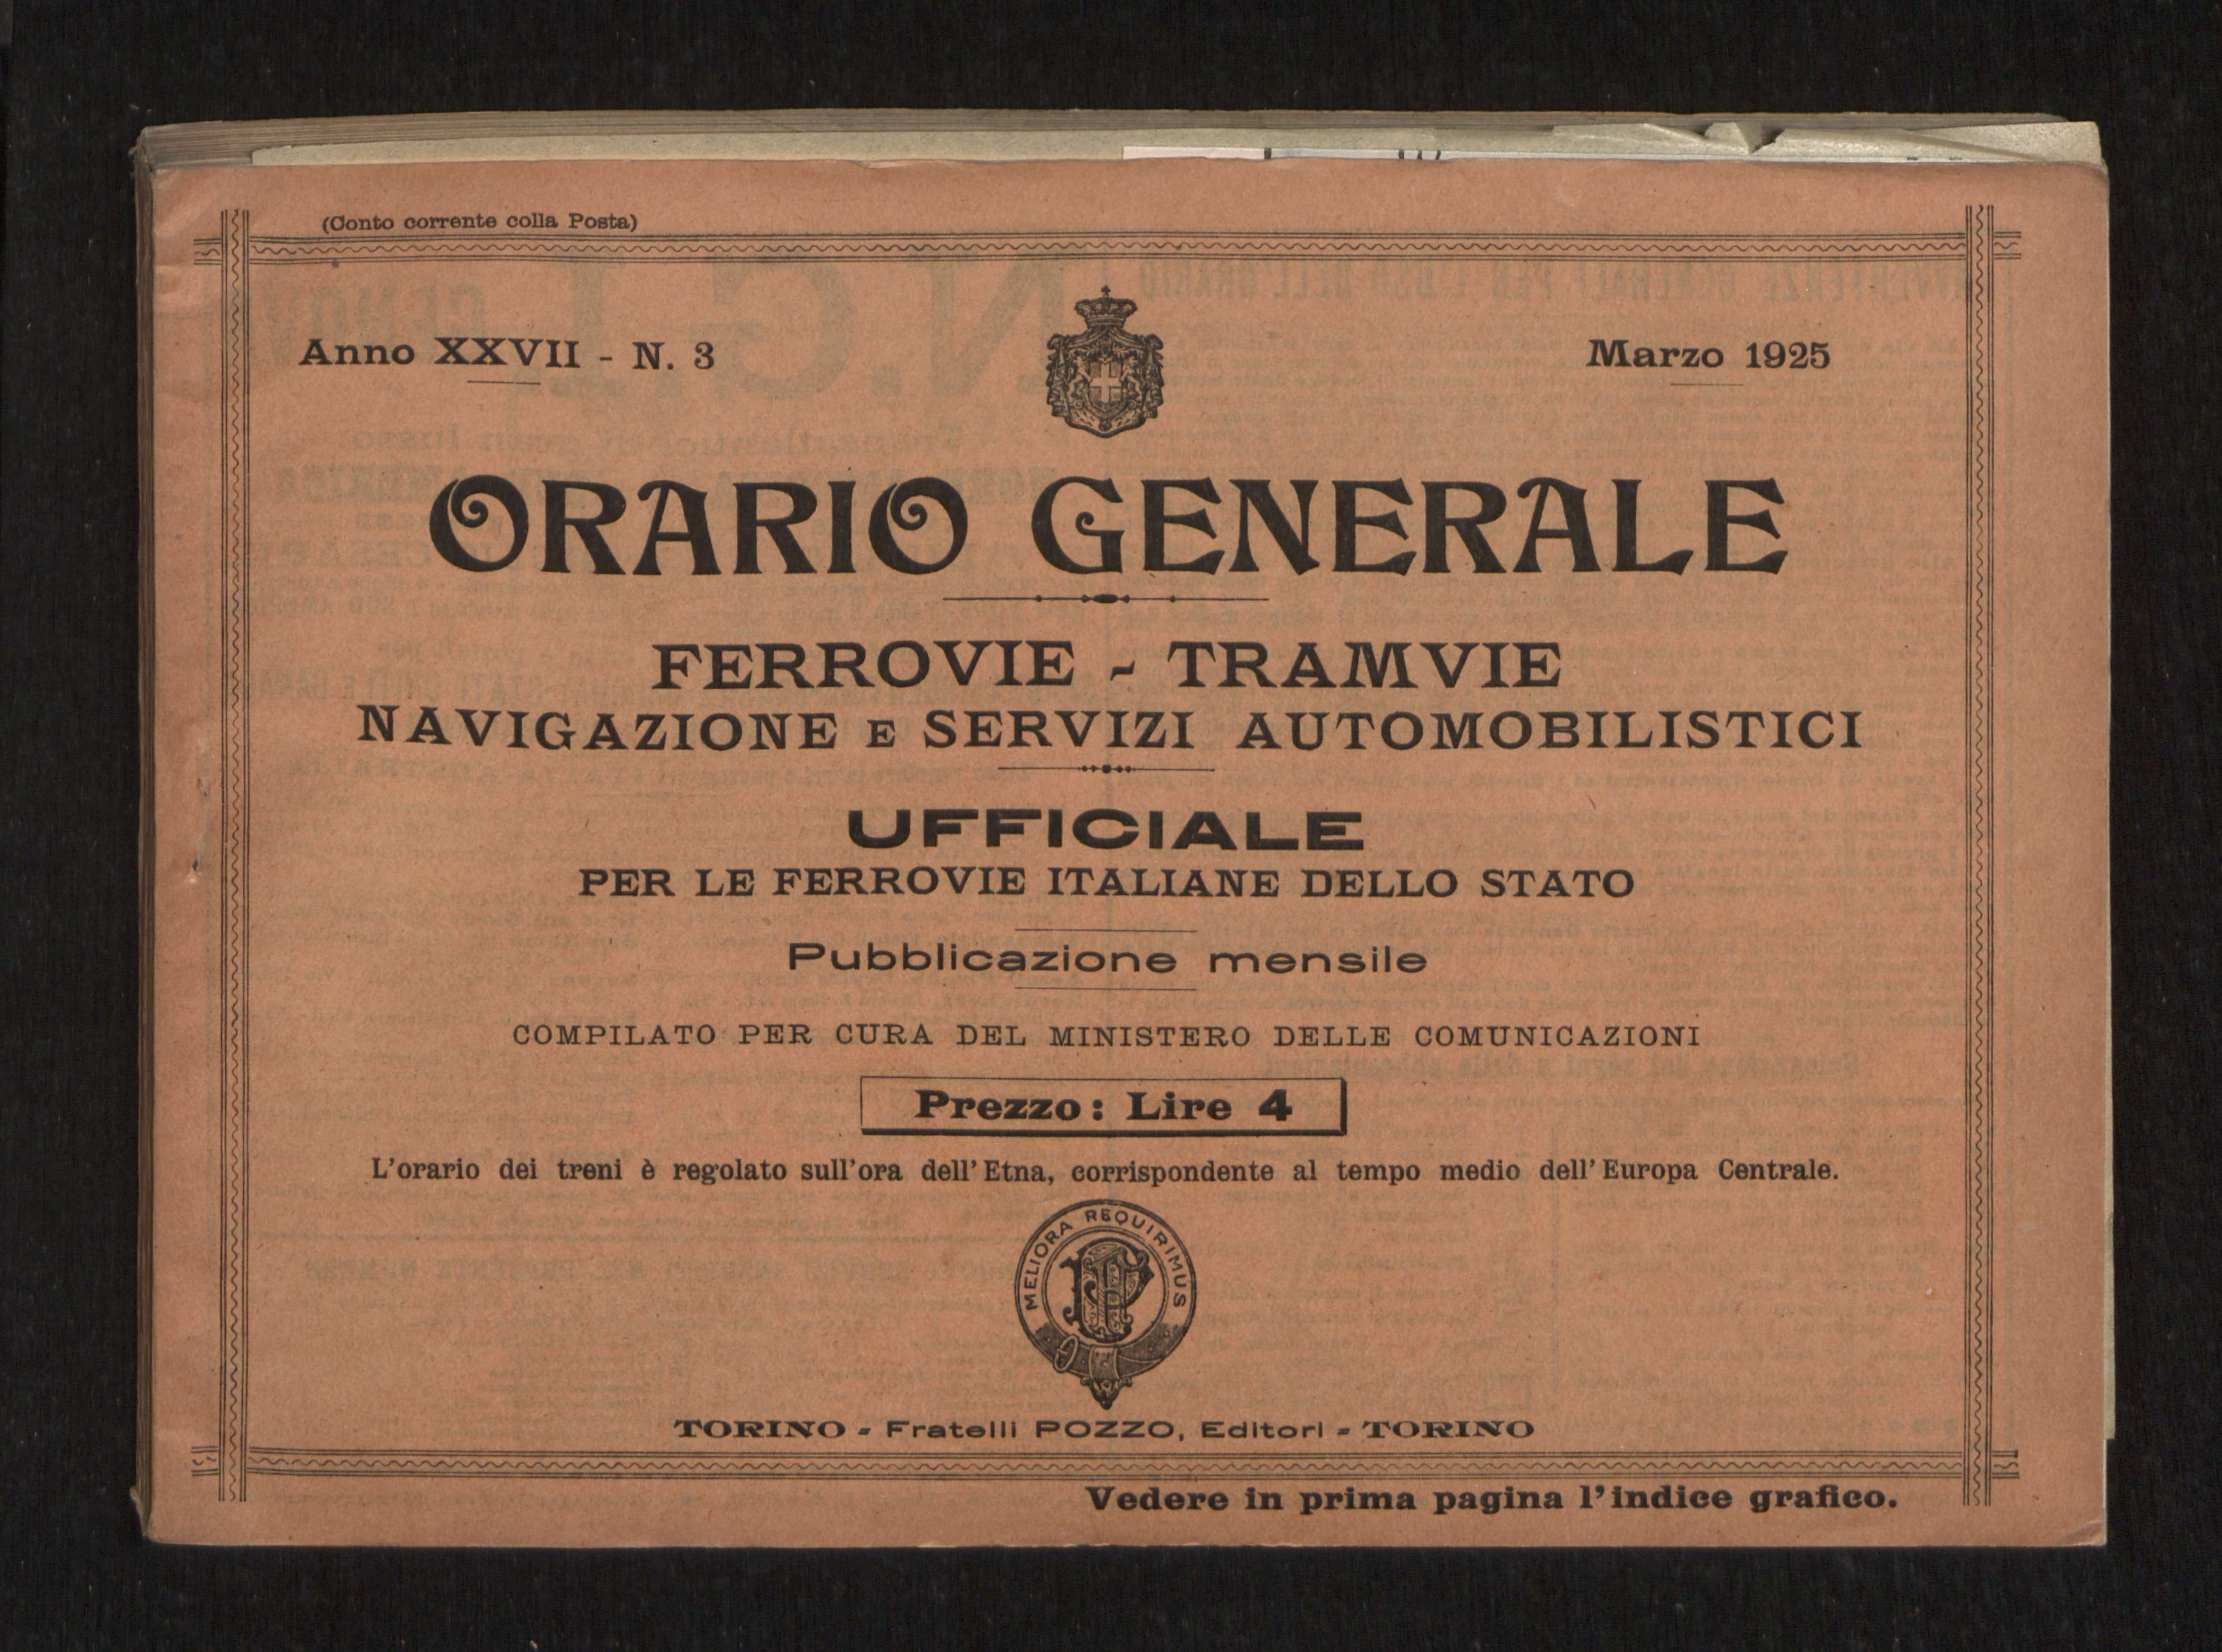 (Conto corrente colla Posta)
Anno XXVII - N. 3
Marzo 1925
ORARIO GENERALE
FERROVIE - TRAMVIE
NAVIGAZIONE E SERVIZI AUTOMOBILISTICI
UFFICIALE
PER LE FERROVIE ITALIANE DELLO STATO
Pubblicazione mensile
COMPILATO PER CURA DEL MINISTERO DELLE COMUNICAZIONI
Prezzo: Lire 4
L'orario dei treni è regolato sull'ora dell'Etna, corrispondente al tempo medio dell'Europa Centrale.
MELIORA REQUIRIMUS
FP
TORINO - Fratelli POZZO, Editori - TORINO
Vedere in prima pagina l'indice grafico.